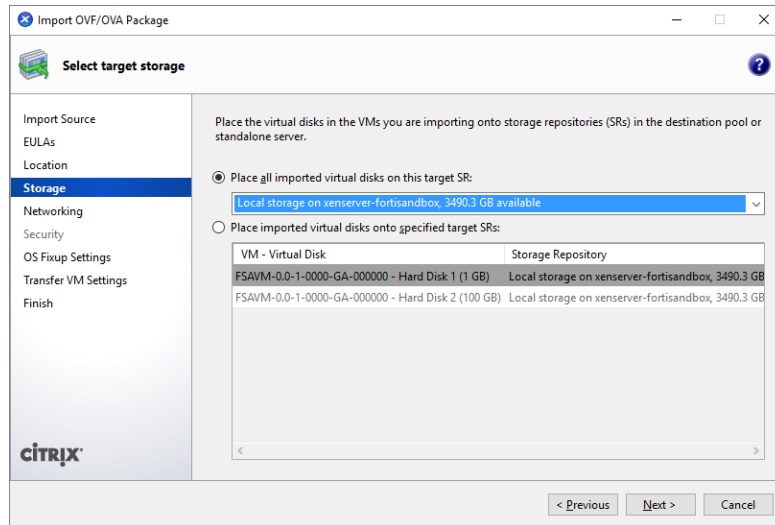 Import OVF/OVA Package
Select target storage
Import Source
EULAs
Location
Storage
Networking
Security
OS Fixup Settings
Transfer VM Settings
Finish
CITRIX
Place the virtual disks in the VMs you are importing onto storage repositories (SRs) in the destination pool or
standalone server.
Place all imported virtual disks on this target SR:
Local storage on xenserver-fortisandbox, 3490.3 GB available
Place imported virtual disks onto specified target SRs:
VM - Virtual Disk Storage Repository
FSAVM-0.0-1-0000-GA-000000 - Hard Disk 1 (1 GB) Local storage on xenserver-fortisandbox, 3490.3 GB
FSAVM-0.0-1-0000-GA-000000 - Hard Disk 2 (100 GB) Local storage on xenserver-fortisandbox, 3490.3 GB
< Previous Next > Cancel